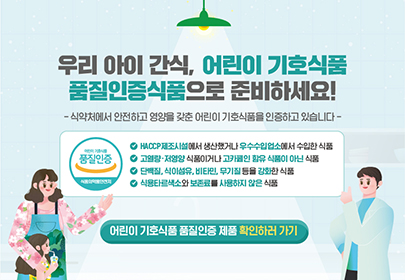 우리 아이 간식, 어린이 기호식품
품질인증식품으로 준비하세요!
- 식약처에서 안전하고 영양을 갖춘 어린이 기호식품을 인증하고 있습니다 -
어린이 기호식품
품질인증
식품의약품안전처
HACCP제조시설에서 생산했거나 우수수입업소에서 수입한 식품
고열량·저영양 식품이거나 고카페인 함유 식품이 아닌 식품
단백질, 식이섬유, 비타민, 무기질 등을 강화한 식품
식용타르색소와 보존료를 사용하지 않은 식품
어린이 기호식품 품질인증 제품 확인하러 가기